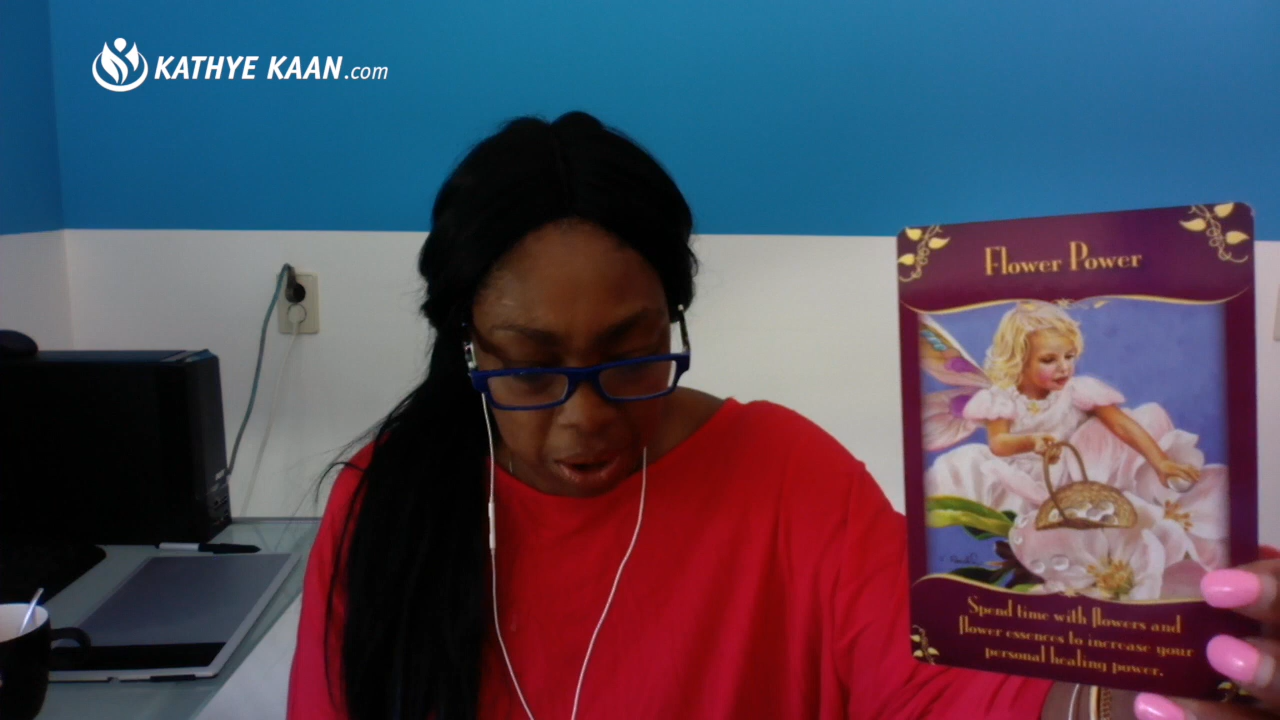 KATHYE KAAN.com
Flower Power
Spend time with flowers and
flower essences to increase your
personal healing power.